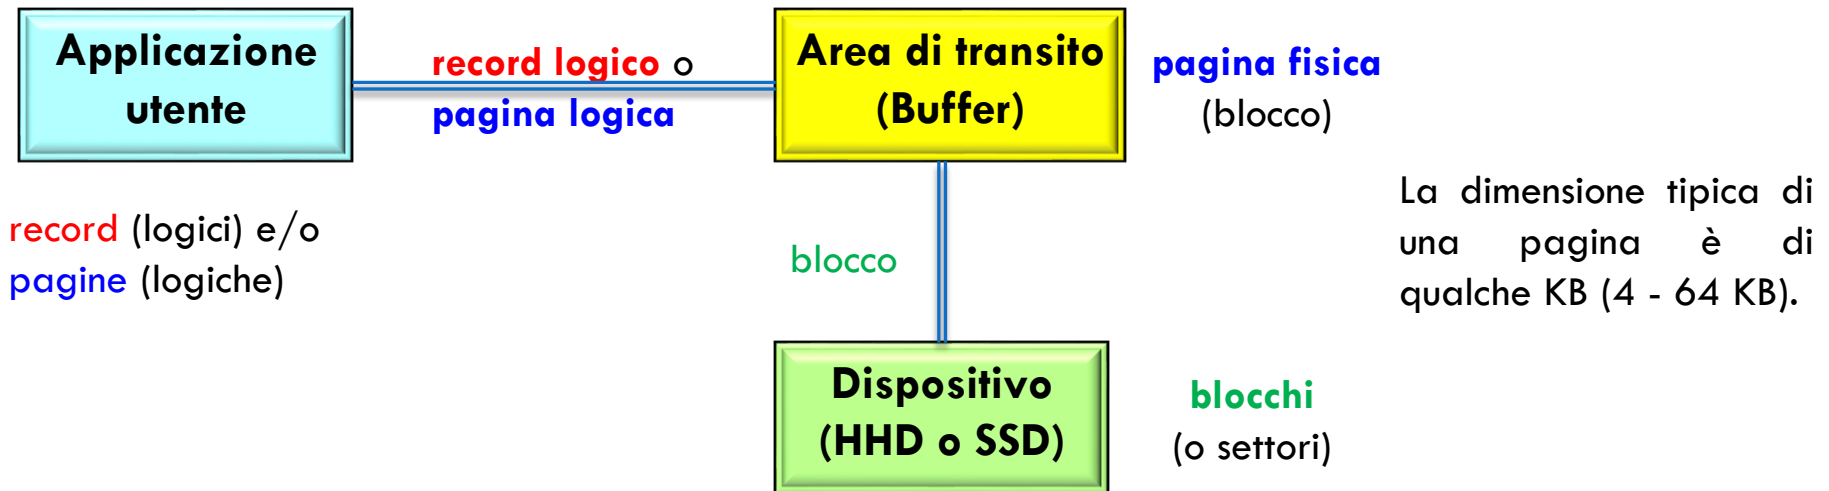 Applicazione
utente
record logico o
pagina logica
Area di transito
(Buffer)
pagina fisica
(blocco)
record (logici) e/o
pagine (logiche)
blocco
La dimensione tipica di
una pagina è di
qualche KB (4 - 64 KB).
Dispositivo
(HHD o SSD)
blocchi
(o settori)